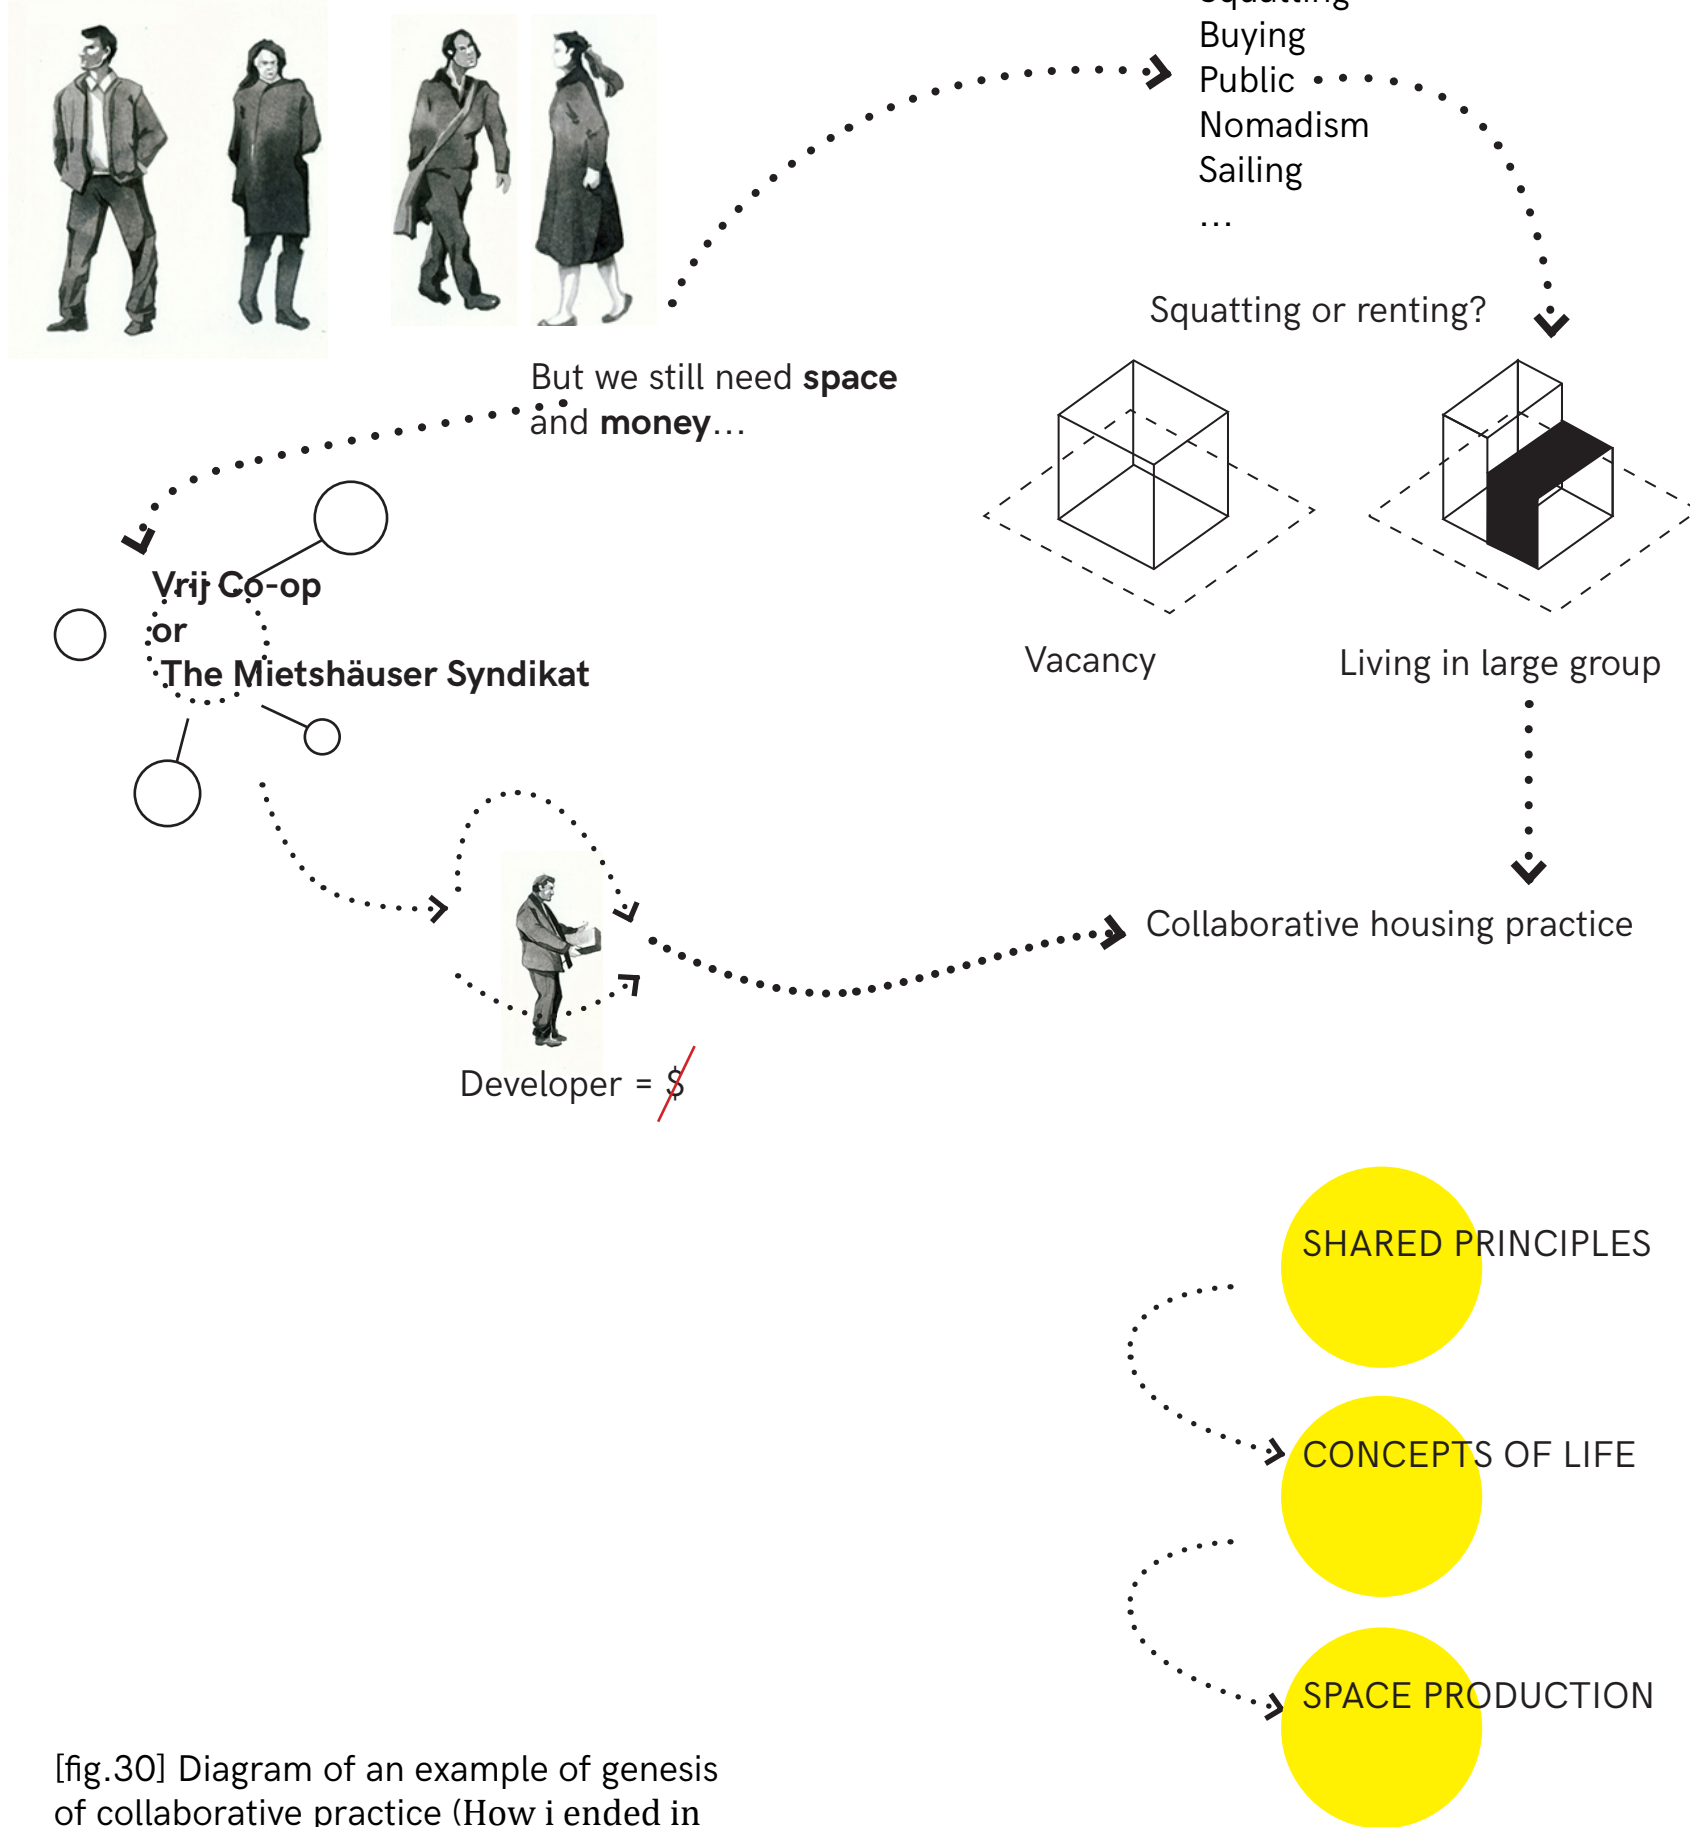 Squatting
Buying
Public
Nomadism
Sailing
...
Squatting or renting?
But we still need space
and money...
Vrij Co-op
or
The Mietshäuser Syndikat
Vacancy
Living in large group
Collaborative housing practice
Developer = $
SHARED PRINCIPLES
CONCEPTS OF LIFE
SPACE PRODUCTION
[fig.30] Diagram of an example of genesis
of collaborative practice (How i ended in